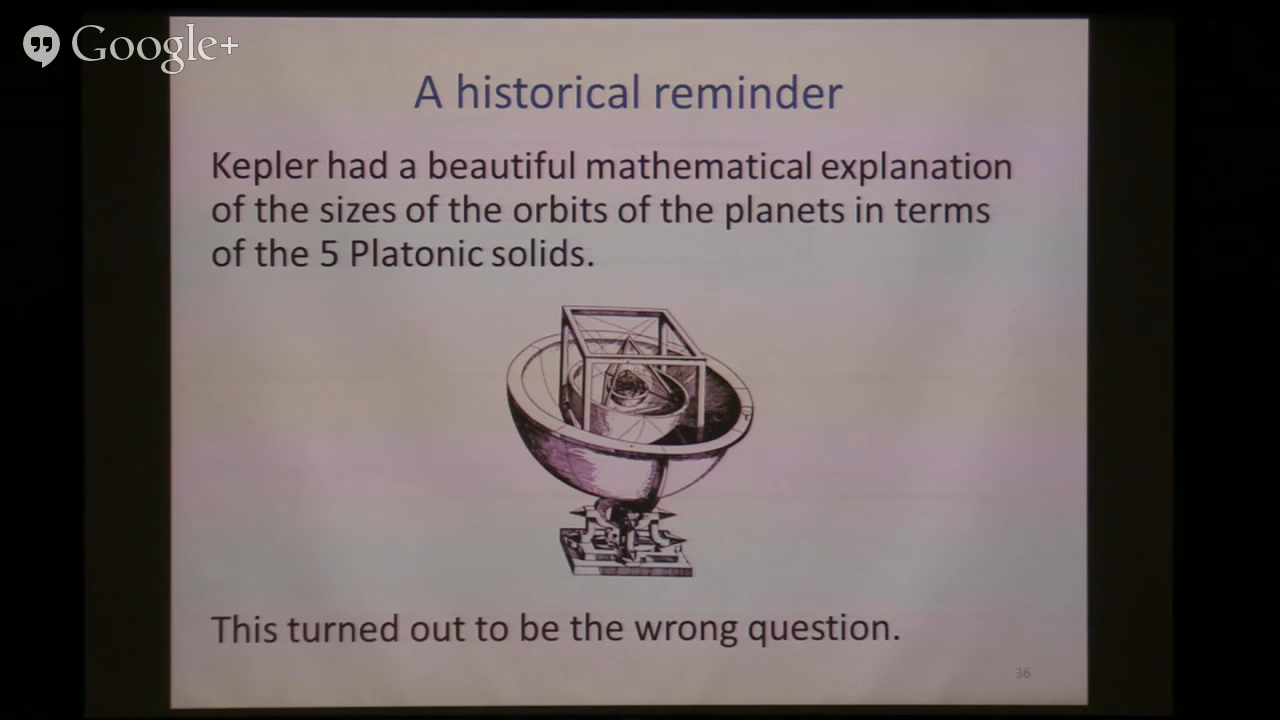 Google+
A historical reminder
Kepler had a beautiful mathematical explanation
of the sizes of the orbits of the planets in terms
of the 5 Platonic solids.
This turned out to be the wrong question.
36